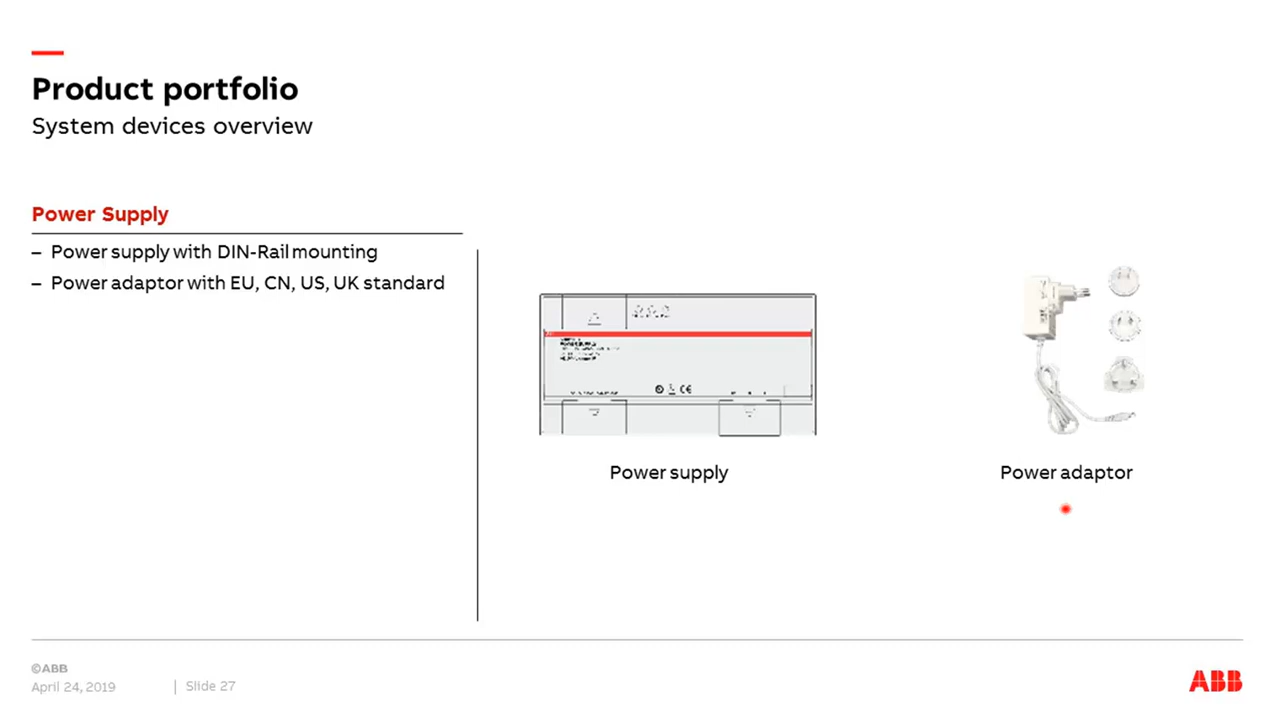 Product portfolio
System devices overview
Power Supply
– Power supply with DIN-Rail mounting
– Power adaptor with EU, CN, US, UK standard
Power supply
Power adaptor
©ABB
April 24, 2019
Slide 27
ABB